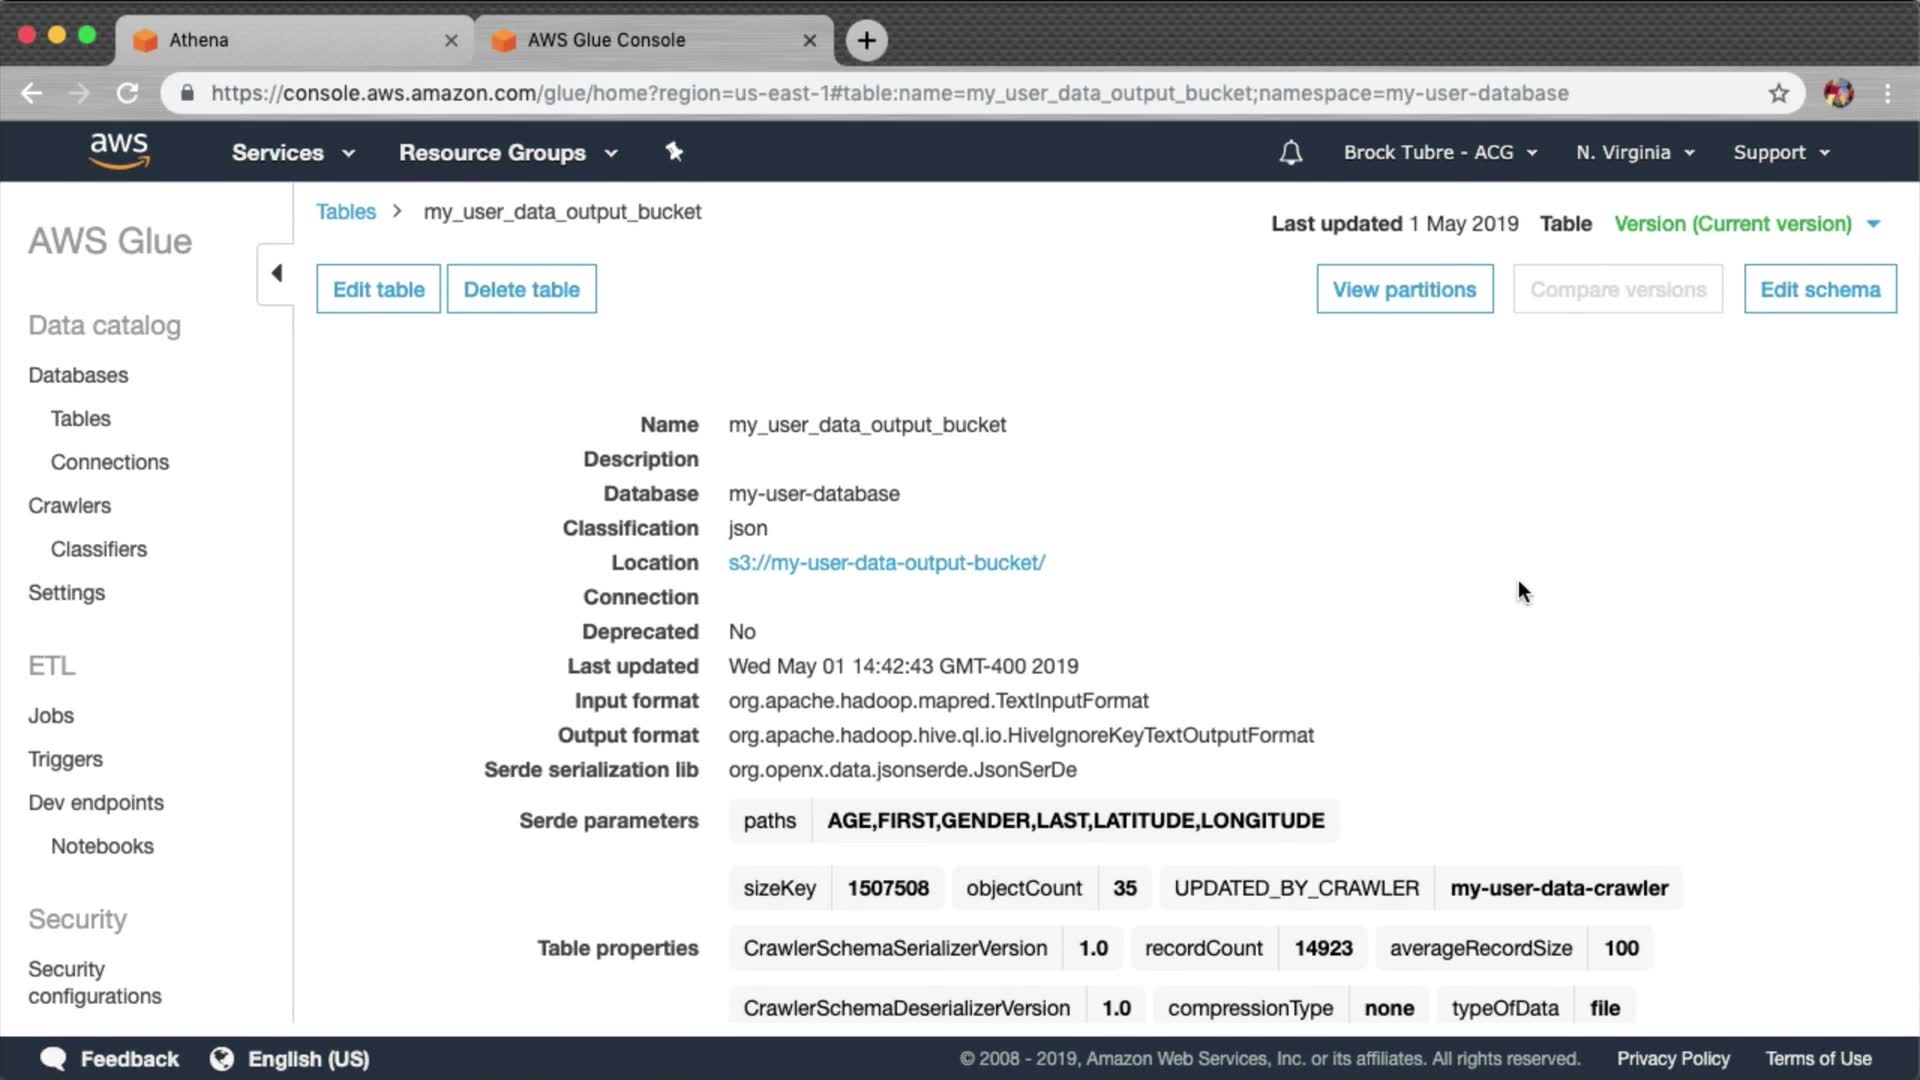 Athena
AWS Glue Console
https://console.aws.amazon.com/glue/home?region=us-east-1#table:name=my_user_data_output_bucket;namespace=my-user-database
aws
Services
Resource Groups
Brock Tubre - ACG
N. Virginia
Support
AWS Glue
Data catalog
Databases
Tables
Connections
Crawlers
Classifiers
Settings
ETL
Jobs
Triggers
Dev endpoints
Notebooks
Security
Security
configurations
Tables > my_user_data_output_bucket
Last updated 1 May 2019 Table Version (Current version)
Edit table
Delete table
View partitions
Compare versions
Edit schema
Name my_user_data_output_bucket
Description
Database my-user-database
Classification json
Location s3://my-user-data-output-bucket/
Connection
Deprecated No
Last updated Wed May 01 14:42:43 GMT-400 2019
Input format org.apache.hadoop.mapred.TextInputFormat
Output format org.apache.hadoop.hive.ql.io.HiveIgnoreKeyTextOutputFormat
Serde serialization lib org.openx.data.jsonserde.JsonSerDe
Serde parameters paths AGE,FIRST,GENDER,LAST,LATITUDE,LONGITUDE
sizeKey 1507508 objectCount 35 UPDATED_BY_CRAWLER my-user-data-crawler
Table properties CrawlerSchemaSerializerVersion 1.0 recordCount 14923 averageRecordSize 100
CrawlerSchemaDeserializerVersion 1.0 compressionType none typeOfData file
Feedback
English (US)
© 2008 - 2019, Amazon Web Services, Inc. or its affiliates. All rights reserved.
Privacy Policy
Terms of Use